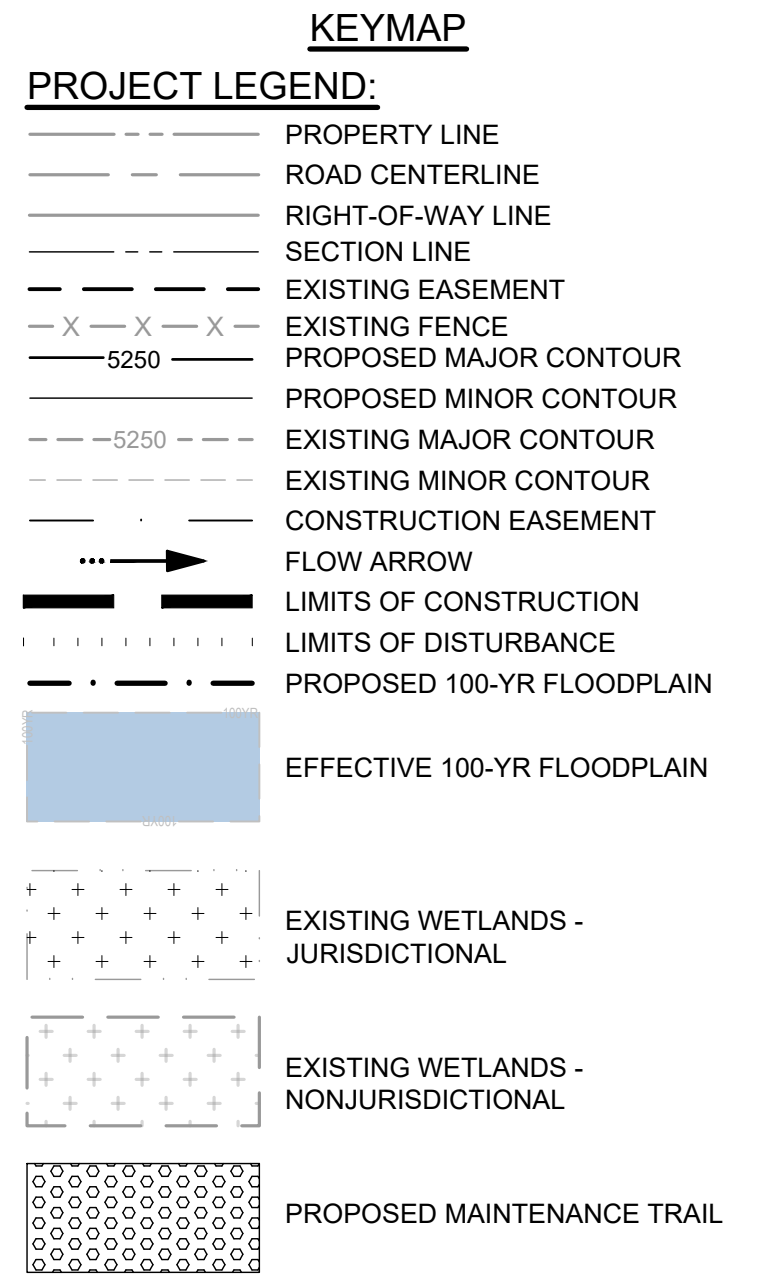 KEYMAP
PROJECT LEGEND:
PROPERTY LINE
ROAD CENTERLINE
RIGHT-OF-WAY LINE
SECTION LINE
EXISTING EASEMENT
X X X EXISTING FENCE
5250 PROPOSED MAJOR CONTOUR
PROPOSED MINOR CONTOUR
5250 EXISTING MAJOR CONTOUR
EXISTING MINOR CONTOUR
CONSTRUCTION EASEMENT
FLOW ARROW
LIMITS OF CONSTRUCTION
LIMITS OF DISTURBANCE
PROPOSED 100-YR FLOODPLAIN
100YR
100YR
EFFECTIVE 100-YR FLOODPLAIN
100YR
EXISTING WETLANDS -
JURISDICTIONAL
EXISTING WETLANDS -
NONJURISDICTIONAL
PROPOSED MAINTENANCE TRAIL